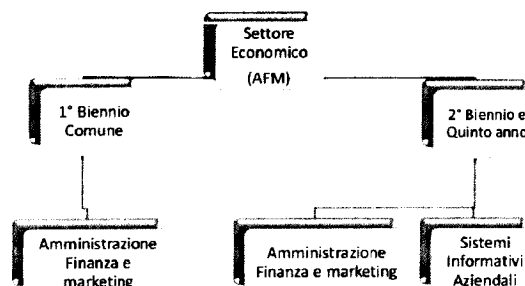 Settore
Economico
(AFM)
1° Biennio
Comune
2° Biennio e
Quinto anno
Amministrazione
Finanza e
marketing
Amministrazione
Finanza e marketing
Sistemi
Informativi
Aziendali